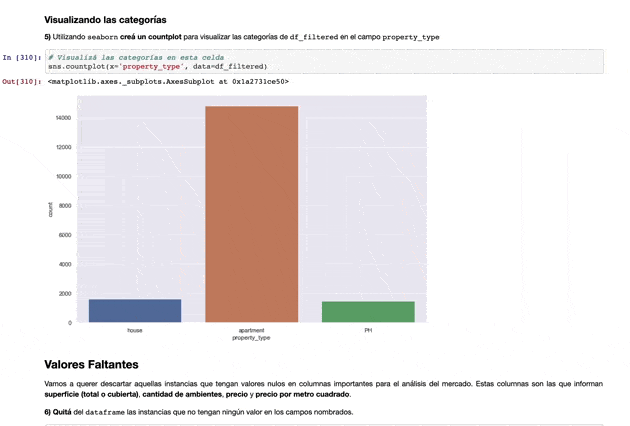 Visualizando las categorías
5) Utilizando seaborn creá un countplot para visualizar las categorías de df_filtered en el campo property_type
In [310]: # Visualizá las categorías en esta celda
sns.countplot(x='property_type', data=df_filtered)
Out[310]: <matplotlib.axes._subplots.AxesSubplot at 0x1a2731ce50>
14000
12000
10000
8000
6000
4000
2000
0
count
house
apartment
PH
property_type
Valores Faltantes
Vamos a querer descartar aquellas instancias que tengan valores nulos en columnas importantes para el análisis del mercado. Estas columnas son las que informan
superficie (total o cubierta), cantidad de ambientes, precio y precio por metro cuadrado.
6) Quitá del dataframe las instancias que no tengan ningún valor en los campos nombrados.